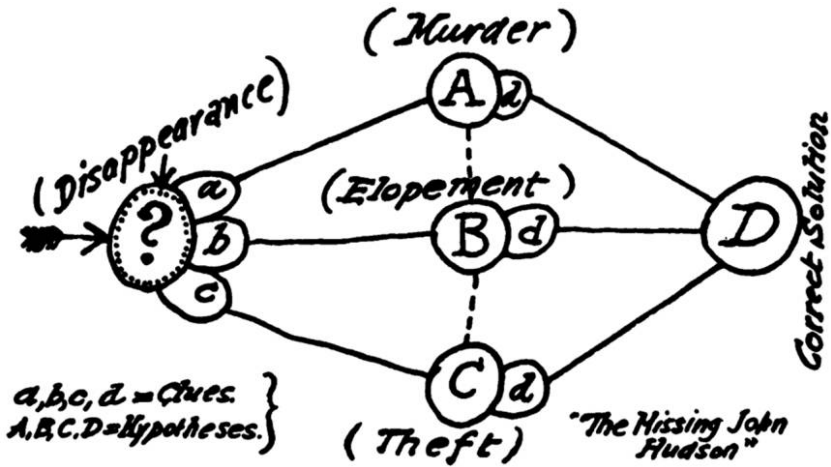 (Murder)
A d
(Disappearance)
a
(Elopement)
? b B d D
c
Correct Solution
C d
a, b, c, d = Clues.
A, B, C, D = Hypotheses.
(Theft)
"The Missing John
Hudson"